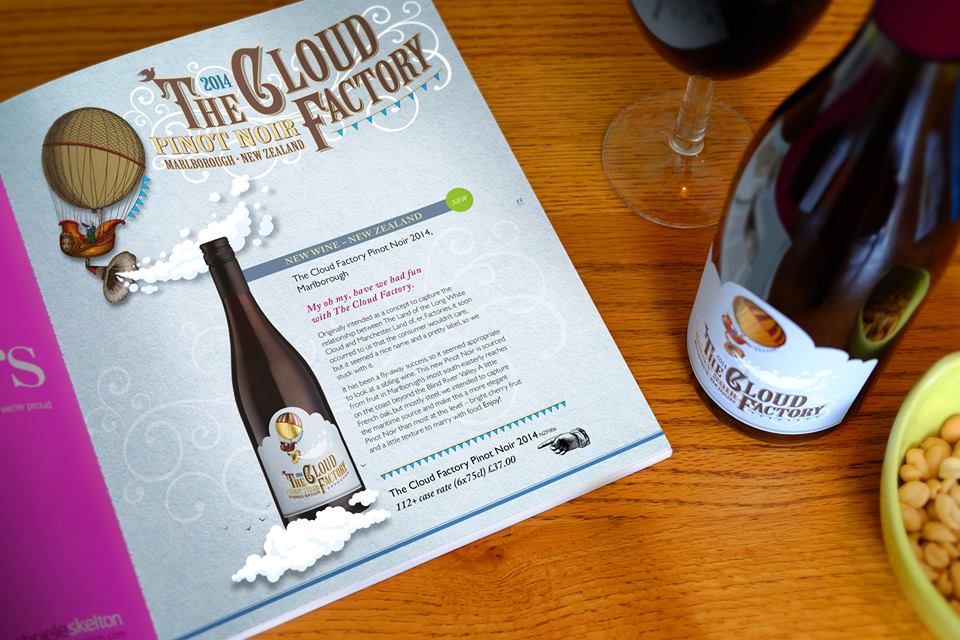 2014
THE CLOUD
FACTORY
PINOT NOIR
MARLBOROUGH · NEW ZEALAND
NEW
NEW WINE – NEW ZEALAND
The Cloud Factory Pinot Noir 2014,
Marlborough
My oh my, have we had fun
with The Cloud Factory.
Originally intended as a concept to capture the
relationship between The Land of the Long White
Cloud and Manchester, Land of, er, Factories, it soon
occurred to us that the consumer wouldn't care,
but it seemed a nice name and a pretty label, so we
stuck with it.
It has been a fly-away success, so it seemed appropriate
to look at a sibling wine. This new Pinot Noir is sourced
from fruit in Marlborough's most south-easterly reaches
on the coast beyond the Blind River Valley. A little
French oak, but mostly steel, we intended to capture
the maritime source and make this a more elegant
Pinot Noir than most at this level – bright cherry fruit
and a little texture to marry with food. Enjoy!
The Cloud Factory Pinot Noir 2014
112+ case rate (6x75cl) £37.00
2014
THE CLOUD
FACTORY
PINOT NOIR
we're proud
skelton
THE CLOUD
FACTORY